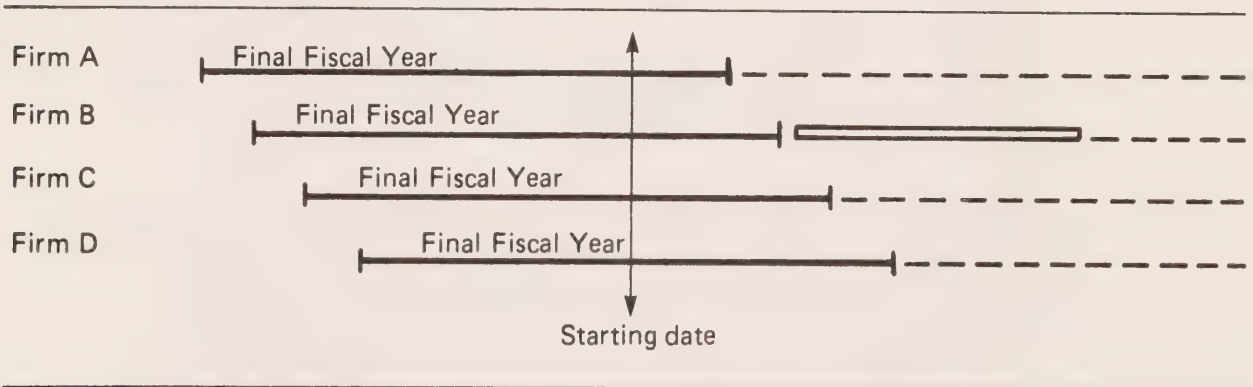 Firm A Final Fiscal Year
Firm B Final Fiscal Year
Firm C Final Fiscal Year
Firm D Final Fiscal Year
Starting date